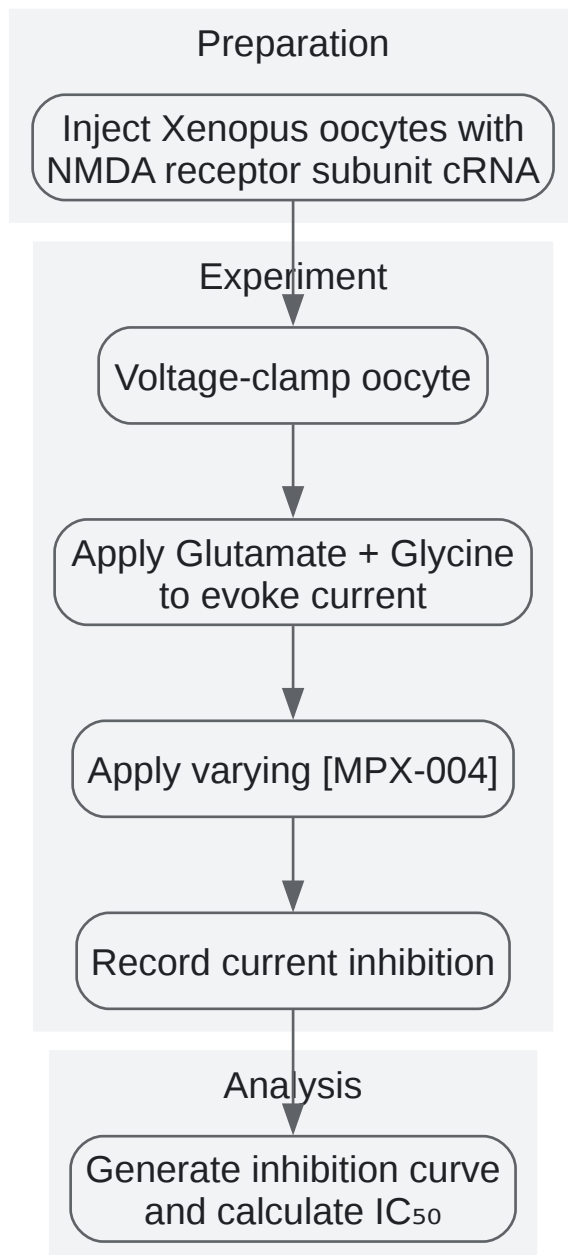 Preparation
Inject Xenopus oocytes with
NMDA receptor subunit cRNA
Experiment
Voltage-clamp oocyte
Apply Glutamate + Glycine
to evoke current
Apply varying [MPX-004]
Record current inhibition
Analysis
Generate inhibition curve
and calculate IC₅₀